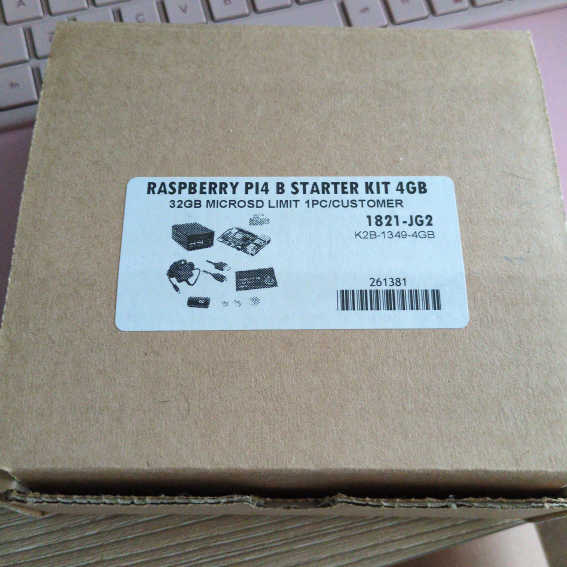 RASPBERRY PI4 B STARTER KIT 4GB
32GB MICROSD LIMIT 1PC/CUSTOMER
1821-JG2
K2B-1349-4GB
261381